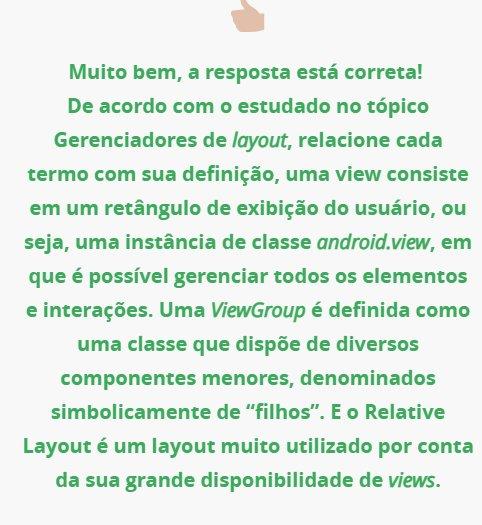 Muito bem, a resposta está correta!
De acordo com o estudado no tópico
Gerenciadores de layout, relacione cada
termo com sua definição, uma view consiste
em um retângulo de exibição do usuário, ou
seja, uma instância de classe android.view, em
que é possível gerenciar todos os elementos
e interações. Uma ViewGroup é definida como
uma classe que dispõe de diversos
componentes menores, denominados
simbolicamente de “filhos”. E o Relative
Layout é um layout muito utilizado por conta
da sua grande disponibilidade de views.